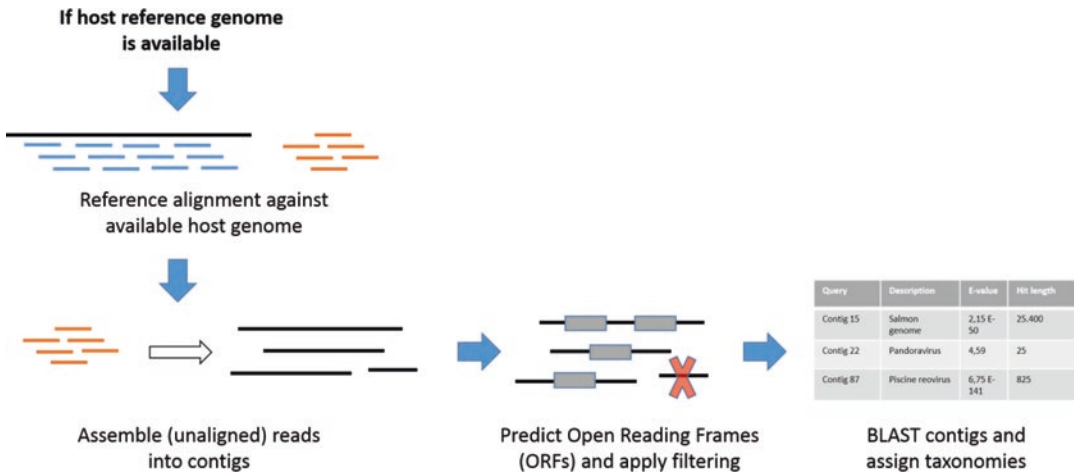 If host reference genome
is available
Reference alignment against
available host genome
Assemble (unaligned) reads
into contigs
Predict Open Reading Frames
(ORFs) and apply filtering
Query Description E-value Hit length
Contig 15 Salmon genome 2,15 E-50 25.400
Contig 22 Pandoravirus 4,59 25
Contig 87 Piscine reovirus 6,75 E-141 825
BLAST contigs and
assign taxonomies